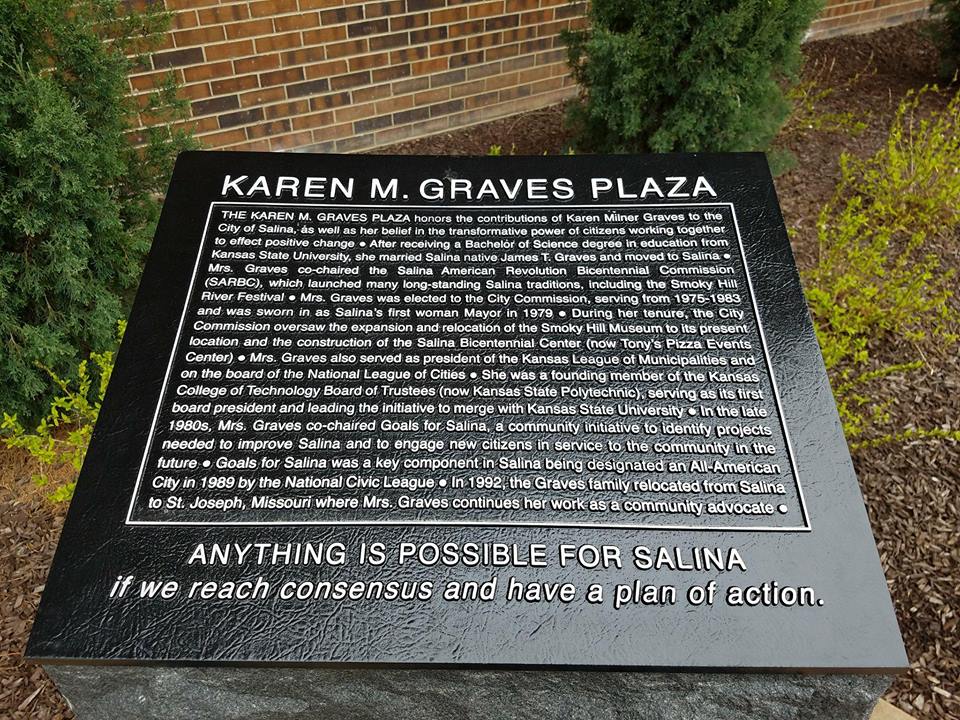 KAREN M. GRAVES PLAZA
THE KAREN M. GRAVES PLAZA honors the contributions of Karen Milner Graves to the
City of Salina, as well as her belief in the transformative power of citizens working together
to effect positive change ● After receiving a Bachelor of Science degree in education from
Kansas State University, she married Salina native James T. Graves and moved to Salina ●
Mrs. Graves co-chaired the Salina American Revolution Bicentennial Commission
(SARBC), which launched many long-standing Salina traditions, including the Smoky Hill
River Festival ● Mrs. Graves was elected to the City Commission, serving from 1975-1983
and was sworn in as Salina's first woman Mayor in 1979 ● During her tenure, the City
Commission oversaw the expansion and relocation of the Smoky Hill Museum to its present
location and the construction of the Salina Bicentennial Center (now Tony's Pizza Events
Center) ● Mrs. Graves also served as president of the Kansas League of Municipalities and
on the board of the National League of Cities ● She was a founding member of the Kansas
College of Technology Board of Trustees (now Kansas State Polytechnic), serving as its first
board president and leading the initiative to merge with Kansas State University ● In the late
1980s, Mrs. Graves co-chaired Goals for Salina, a community initiative to identify projects
needed to improve Salina and to engage new citizens in service to the community in the
future ● Goals for Salina was a key component in Salina being designated an All-American
City in 1989 by the National Civic League ● In 1992, the Graves family relocated from Salina
to St. Joseph, Missouri where Mrs. Graves continues her work as a community advocate ●
ANYTHING IS POSSIBLE FOR SALINA
if we reach consensus and have a plan of action.